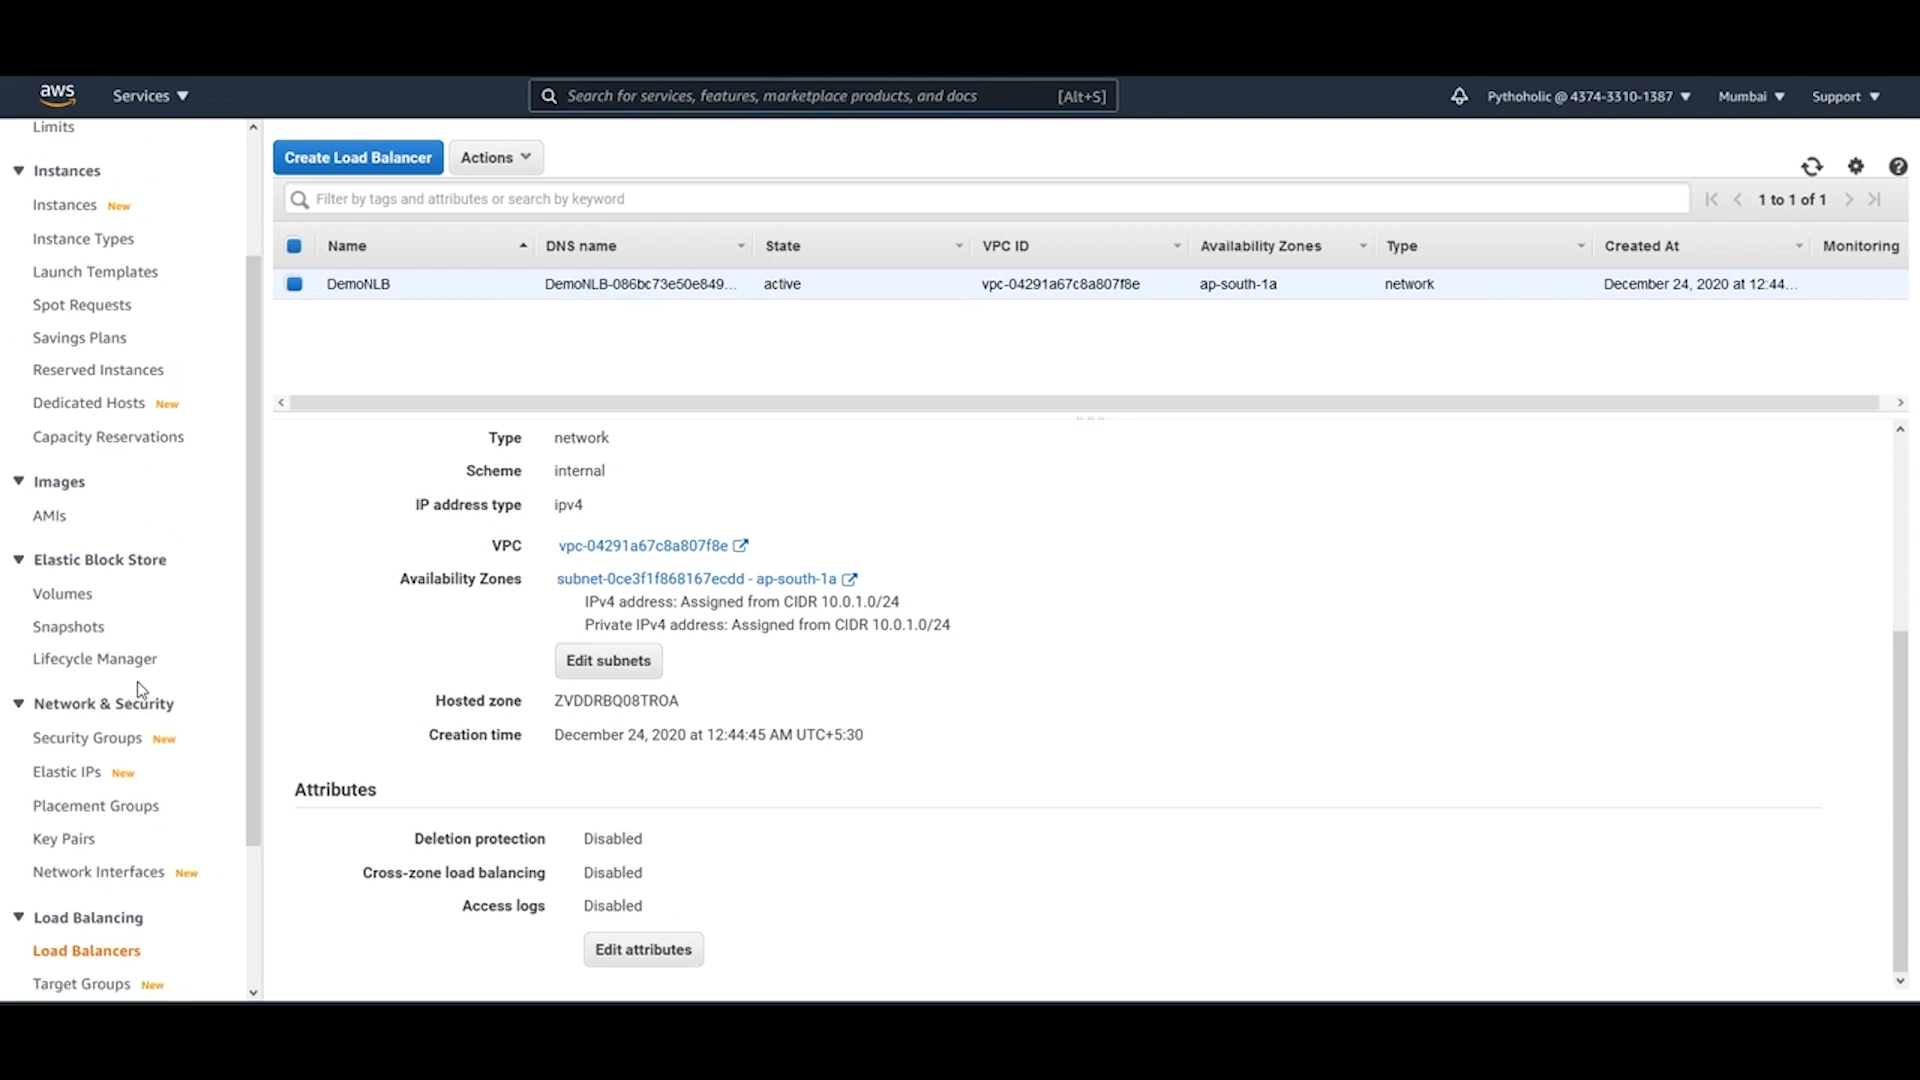 aws
Services ▼
Search for services, features, marketplace products, and docs
[Alt+S]
Pythoholic @ 4374-3310-1387 ▼
Mumbai ▼
Support ▼
Limits
Instances
Instances New
Instance Types
Launch Templates
Spot Requests
Savings Plans
Reserved Instances
Dedicated Hosts New
Capacity Reservations
Images
AMIs
Elastic Block Store
Volumes
Snapshots
Lifecycle Manager
Network & Security
Security Groups New
Elastic IPs New
Placement Groups
Key Pairs
Network Interfaces New
Load Balancing
Load Balancers
Target Groups New
Create Load Balancer
Actions
Filter by tags and attributes or search by keyword
1 to 1 of 1
Name DNS name State VPC ID Availability Zones Type Created At Monitoring
DemoNLB DemoNLB-086bc73e50e849... active vpc-04291a67c8a807f8e ap-south-1a network December 24, 2020 at 12:44...
Type network
Scheme internal
IP address type ipv4
VPC vpc-04291a67c8a807f8e
Availability Zones subnet-0ce3f1f868167ecdd - ap-south-1a
IPv4 address: Assigned from CIDR 10.0.1.0/24
Private IPv4 address: Assigned from CIDR 10.0.1.0/24
Edit subnets
Hosted zone ZVDDRBQ08TROA
Creation time December 24, 2020 at 12:44:45 AM UTC+5:30
Attributes
Deletion protection Disabled
Cross-zone load balancing Disabled
Access logs Disabled
Edit attributes